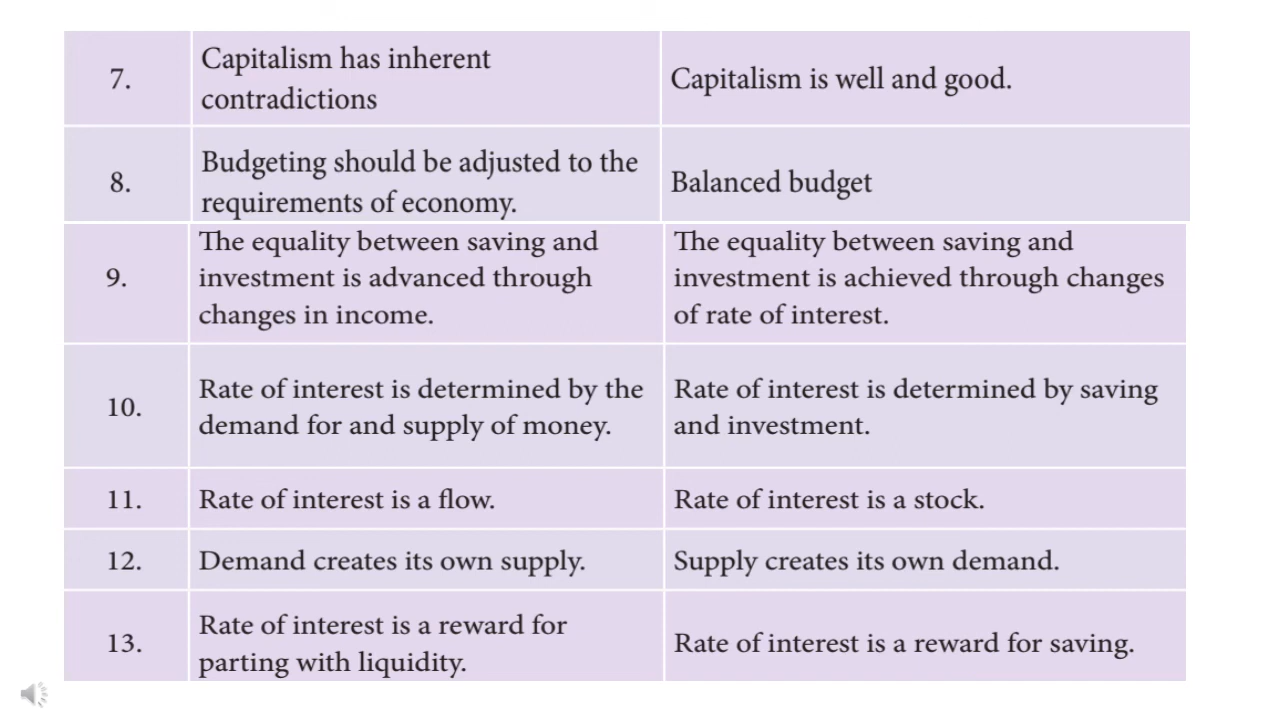 7.
Capitalism has inherent
contradictions
Capitalism is well and good.
8.
Budgeting should be adjusted to the
requirements of economy.
Balanced budget
9.
The equality between saving and
investment is advanced through
changes in income.
The equality between saving and
investment is achieved through changes
of rate of interest.
10.
Rate of interest is determined by the
demand for and supply of money.
Rate of interest is determined by saving
and investment.
11.
Rate of interest is a flow.
Rate of interest is a stock.
12.
Demand creates its own supply.
Supply creates its own demand.
13.
Rate of interest is a reward for
parting with liquidity.
Rate of interest is a reward for saving.